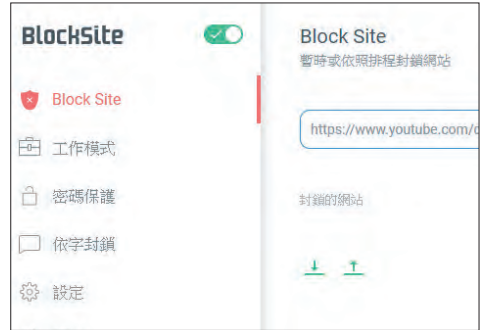 BlockSite
Block Site
工作模式
密碼保護
依字封鎖
設定
Block Site
暫時或依照排程封鎖網站
https://www.youtube.com/c
封鎖的網站